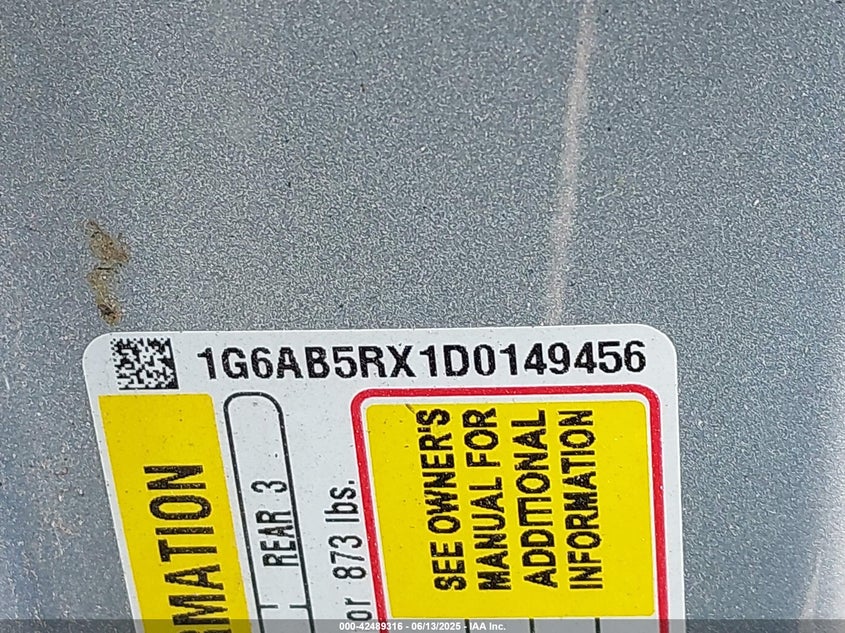 1G6AB5RX1D0149456
REAR 3
or 873 lbs.
SEE OWNER'S
MANUAL FOR
ADDITIONAL
INFORMATION
000-42489316 - 06/13/2025 - IAA Inc.